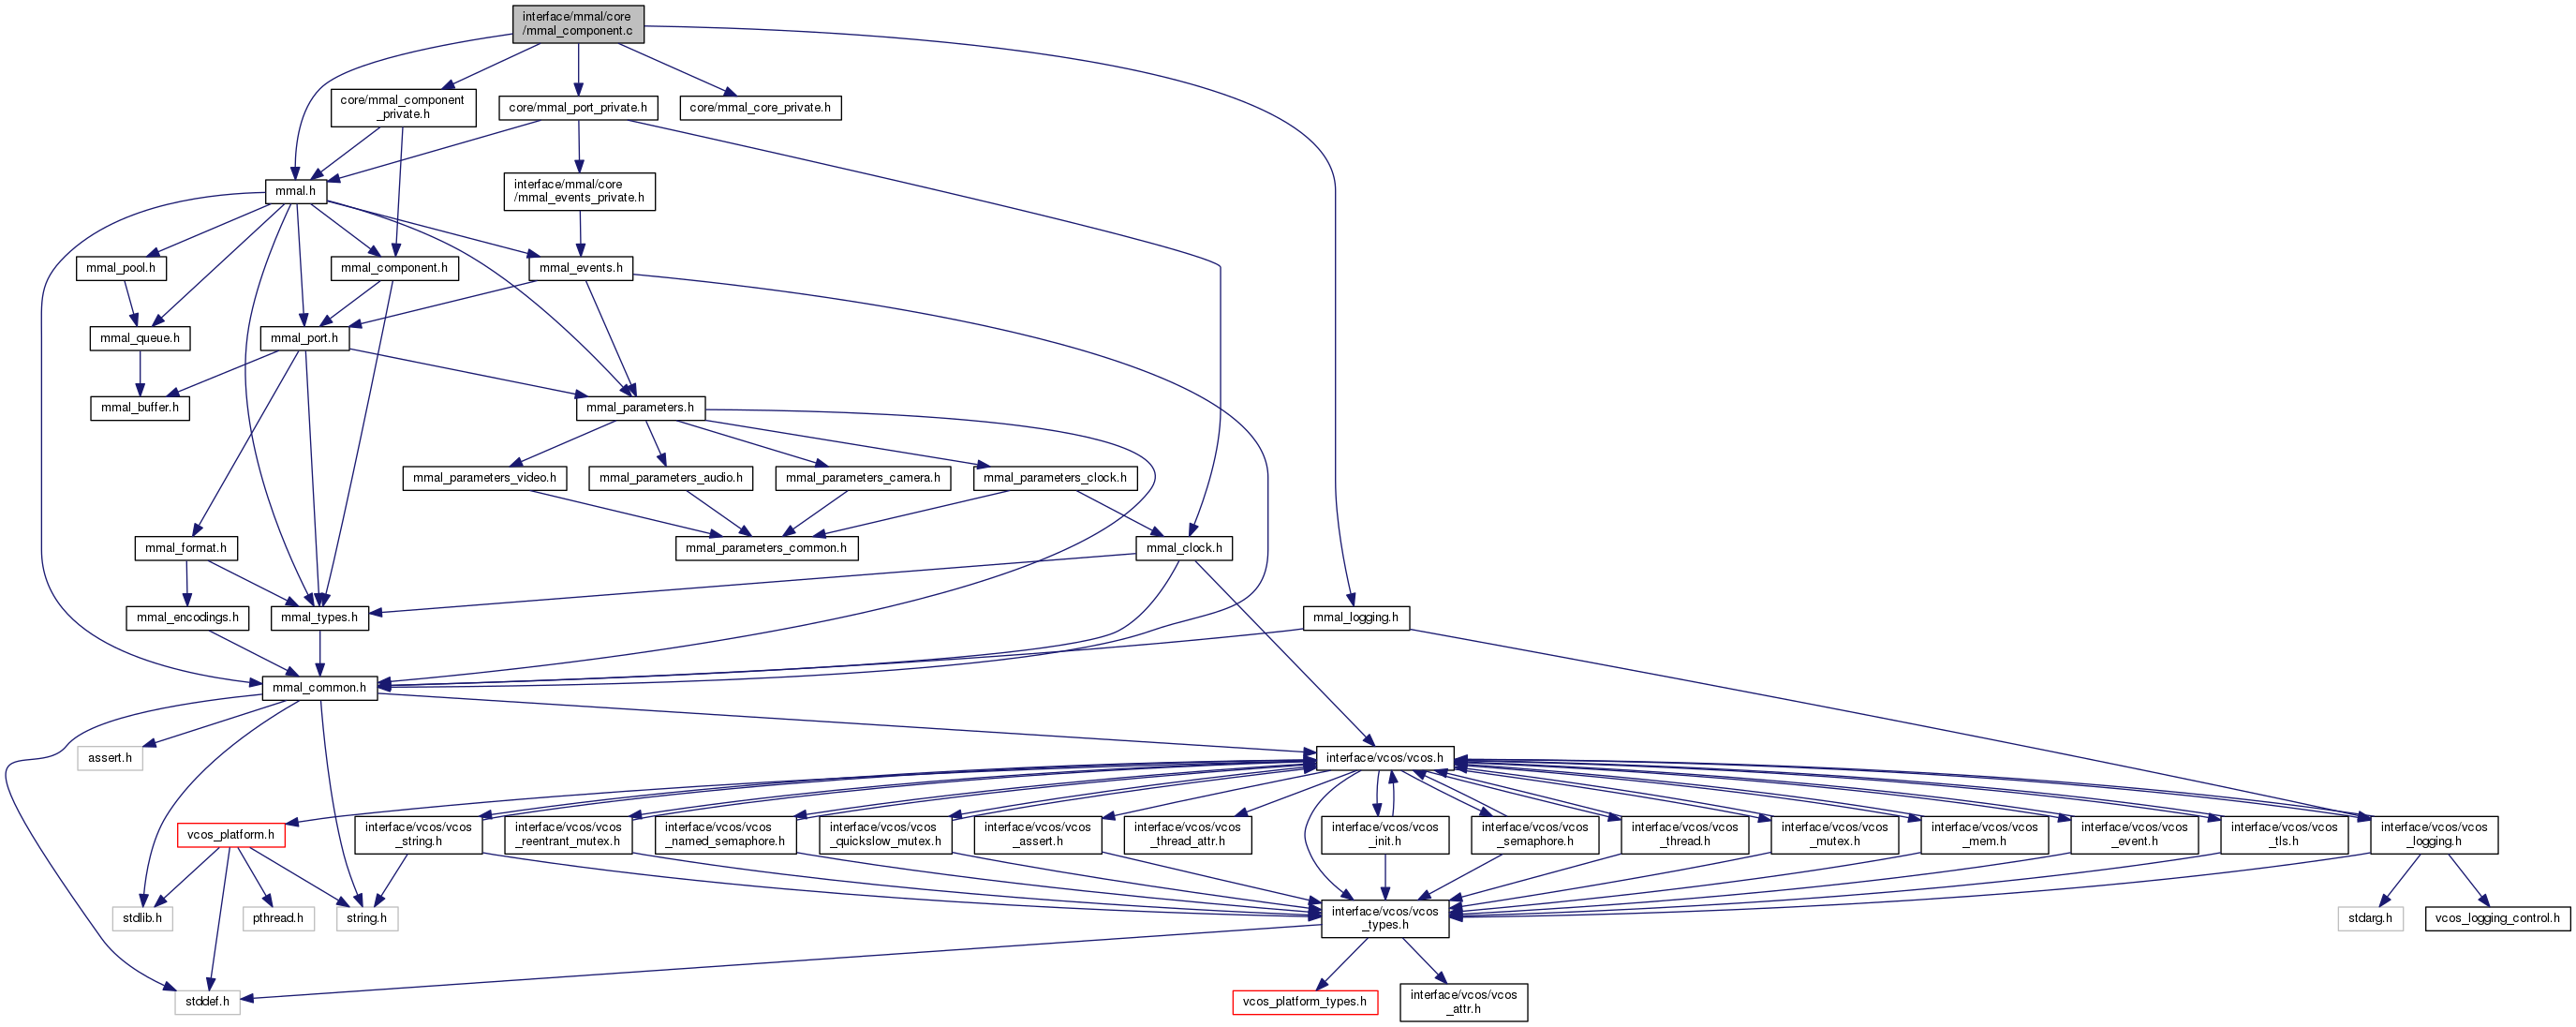 interface/mmal/core
/mmal_component.c
core/mmal_component
_private.h
core/mmal_port_private.h
core/mmal_core_private.h
mmal.h
interface/mmal/core
/mmal_events_private.h
mmal_pool.h
mmal_component.h
mmal_events.h
mmal_queue.h
mmal_port.h
mmal_buffer.h
mmal_parameters.h
mmal_parameters_video.h
mmal_parameters_audio.h
mmal_parameters_camera.h
mmal_parameters_clock.h
mmal_format.h
mmal_parameters_common.h
mmal_clock.h
mmal_encodings.h
mmal_types.h
mmal_logging.h
mmal_common.h
assert.h
interface/vcos/vcos.h
vcos_platform.h
interface/vcos/vcos
_string.h
interface/vcos/vcos
_reentrant_mutex.h
interface/vcos/vcos
_named_semaphore.h
interface/vcos/vcos
_quickslow_mutex.h
interface/vcos/vcos
_assert.h
interface/vcos/vcos
_thread_attr.h
interface/vcos/vcos
_init.h
interface/vcos/vcos
_semaphore.h
interface/vcos/vcos
_thread.h
interface/vcos/vcos
_mutex.h
interface/vcos/vcos
_mem.h
interface/vcos/vcos
_event.h
interface/vcos/vcos
_tls.h
interface/vcos/vcos
_logging.h
stdlib.h
pthread.h
string.h
interface/vcos/vcos
_types.h
stdarg.h
vcos_logging_control.h
stddef.h
vcos_platform_types.h
interface/vcos/vcos
_attr.h